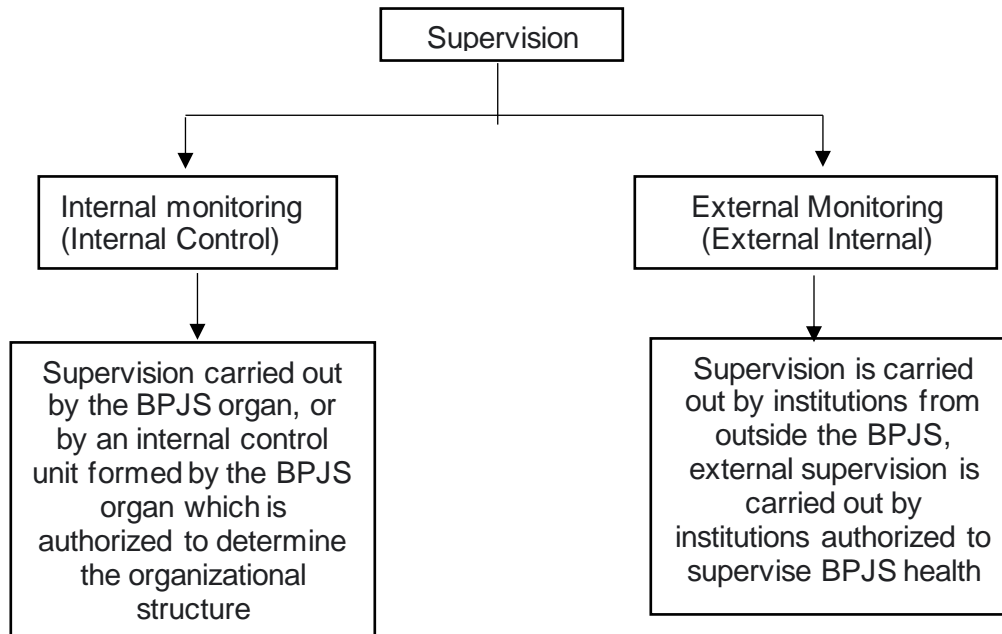 Supervision
Internal monitoring
(Internal Control)
External Monitoring
(External Internal)
Supervision carried out
by the BPJS organ, or
by an internal control
unit formed by the BPJS
organ which is
authorized to determine
the organizational
structure
Supervision is carried
out by institutions from
outside the BPJS,
external supervision is
carried out by
institutions authorized to
supervise BPJS health